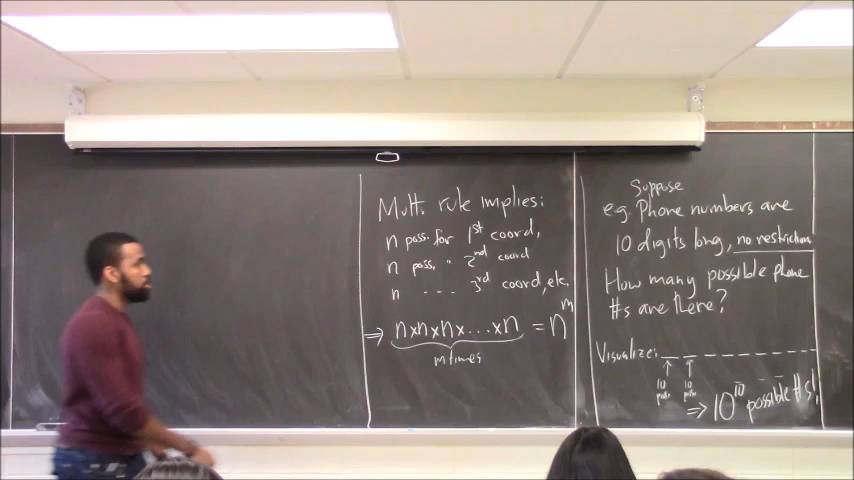 Mult. rule implies:
n poss. for 1st coord,
n poss. " 2nd coord
n .... 3rd coord, etc.
⇒ n×n×n×...×n = n^m
m times
Suppose
e.g. Phone numbers are
10 digits long, no restriction
How many possible phone
#s are there?
Visualize: _ _ _ _ _ _ _ _ _ _
10 10
poss. poss.
⇒ 10^10 possible #s!